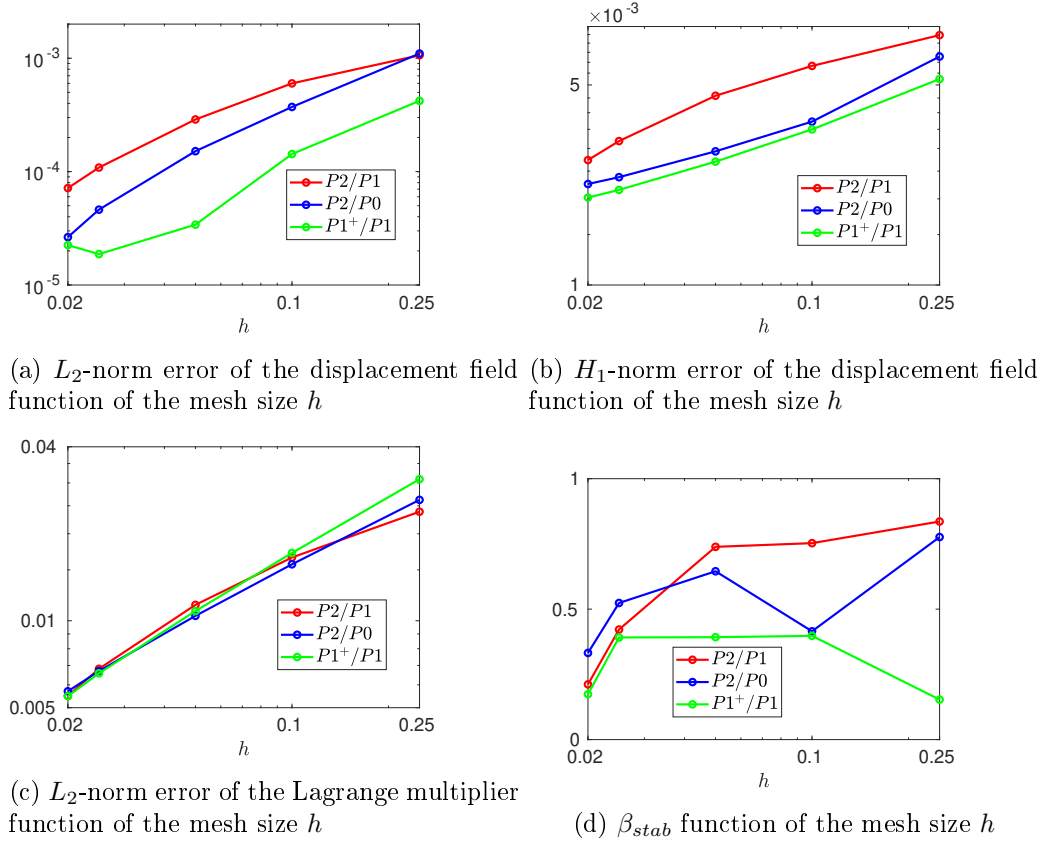 10⁻³
10⁻⁴
10⁻⁵
P2/P1
P2/P0
P1⁺/P1
0.02
0.1
0.25
h
×10⁻³
5
1
P2/P1
P2/P0
P1⁺/P1
0.02
0.1
0.25
h
(a) L₂-norm error of the displacement field
function of the mesh size h
(b) H₁-norm error of the displacement field
function of the mesh size h
0.04
0.01
0.005
P2/P1
P2/P0
P1⁺/P1
0.02
0.1
0.25
h
(c) L₂-norm error of the Lagrange multiplier
function of the mesh size h
1
0.5
0
P2/P1
P2/P0
P1⁺/P1
0.02
0.1
0.25
h
(d) βₛₜₐb function of the mesh size h